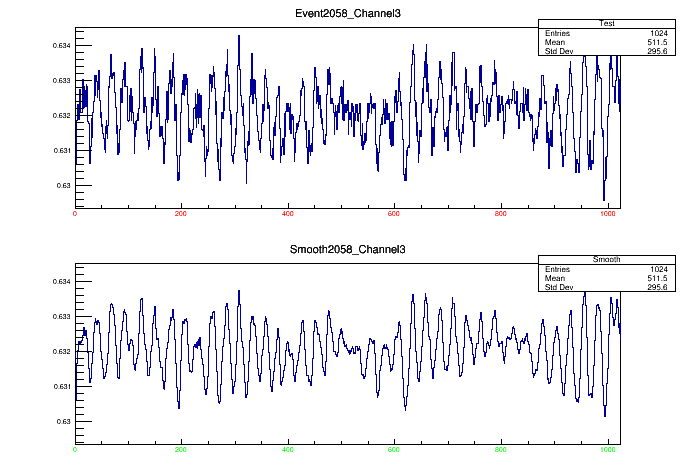 Event2058_Channel3
Test
Entries 1024
Mean 511.5
Std Dev 295.6
0.634
0.633
0.632
0.631
0.63
0 200 400 600 800 1000
Smooth2058_Channel3
Smooth
Entries 1024
Mean 511.5
Std Dev 295.6
0.634
0.633
0.632
0.631
0.63
0 200 400 600 800 1000